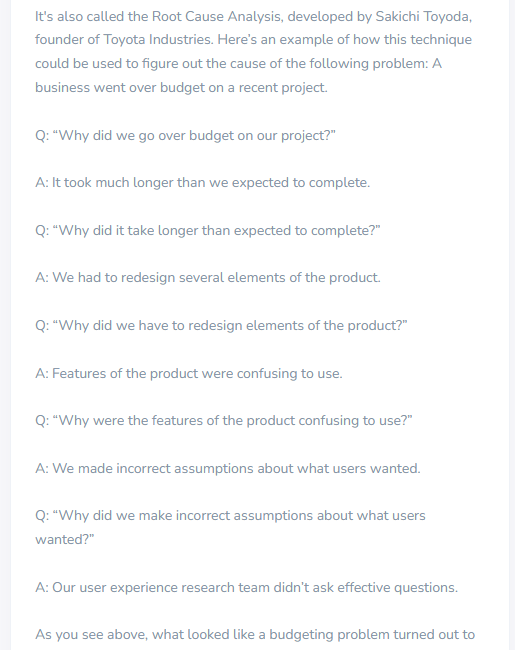 It's also called the Root Cause Analysis, developed by Sakichi Toyoda,
founder of Toyota Industries. Here's an example of how this technique
could be used to figure out the cause of the following problem: A
business went over budget on a recent project.
Q: “Why did we go over budget on our project?”
A: It took much longer than we expected to complete.
Q: “Why did it take longer than expected to complete?”
A: We had to redesign several elements of the product.
Q: “Why did we have to redesign elements of the product?”
A: Features of the product were confusing to use.
Q: “Why were the features of the product confusing to use?”
A: We made incorrect assumptions about what users wanted.
Q: “Why did we make incorrect assumptions about what users
wanted?”
A: Our user experience research team didn’t ask effective questions.
As you see above, what looked like a budgeting problem turned out to